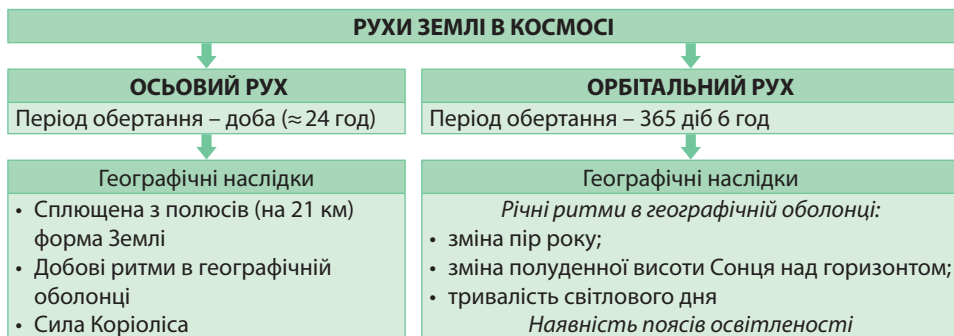 РУХИ ЗЕМЛІ В КОСМОСІ
ОСЬОВИЙ РУХ
Період обертання – доба (≈ 24 год)
Географічні наслідки
• Сплющена з полюсів (на 21 км)
форма Землі
• Добові ритми в географічній
оболонці
• Сила Коріоліса
ОРБІТАЛЬНИЙ РУХ
Період обертання – 365 діб 6 год
Географічні наслідки
Річні ритми в географічній оболонці:
• зміна пір року;
• зміна полуденної висоти Сонця над горизонтом;
• тривалість світлового дня
Наявність поясів освітленості